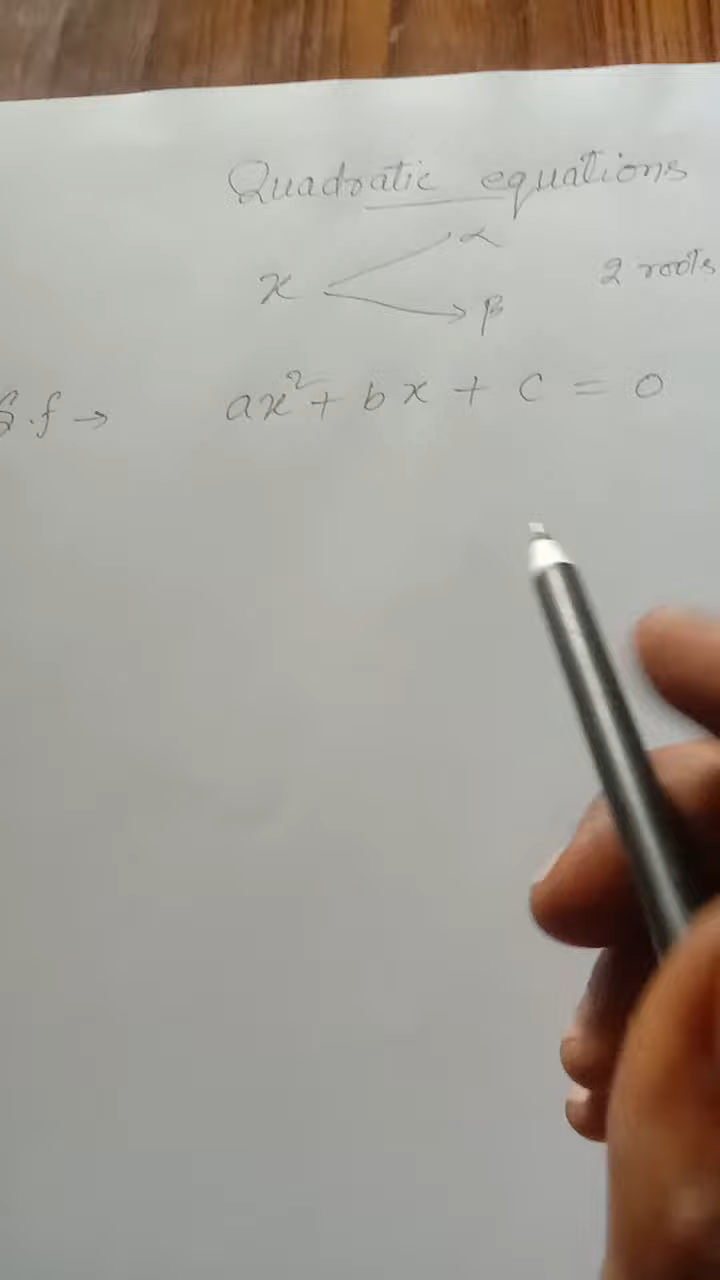 Quadratic equations
α
x 2 roots
β
S.f → ax² + bx + c = 0